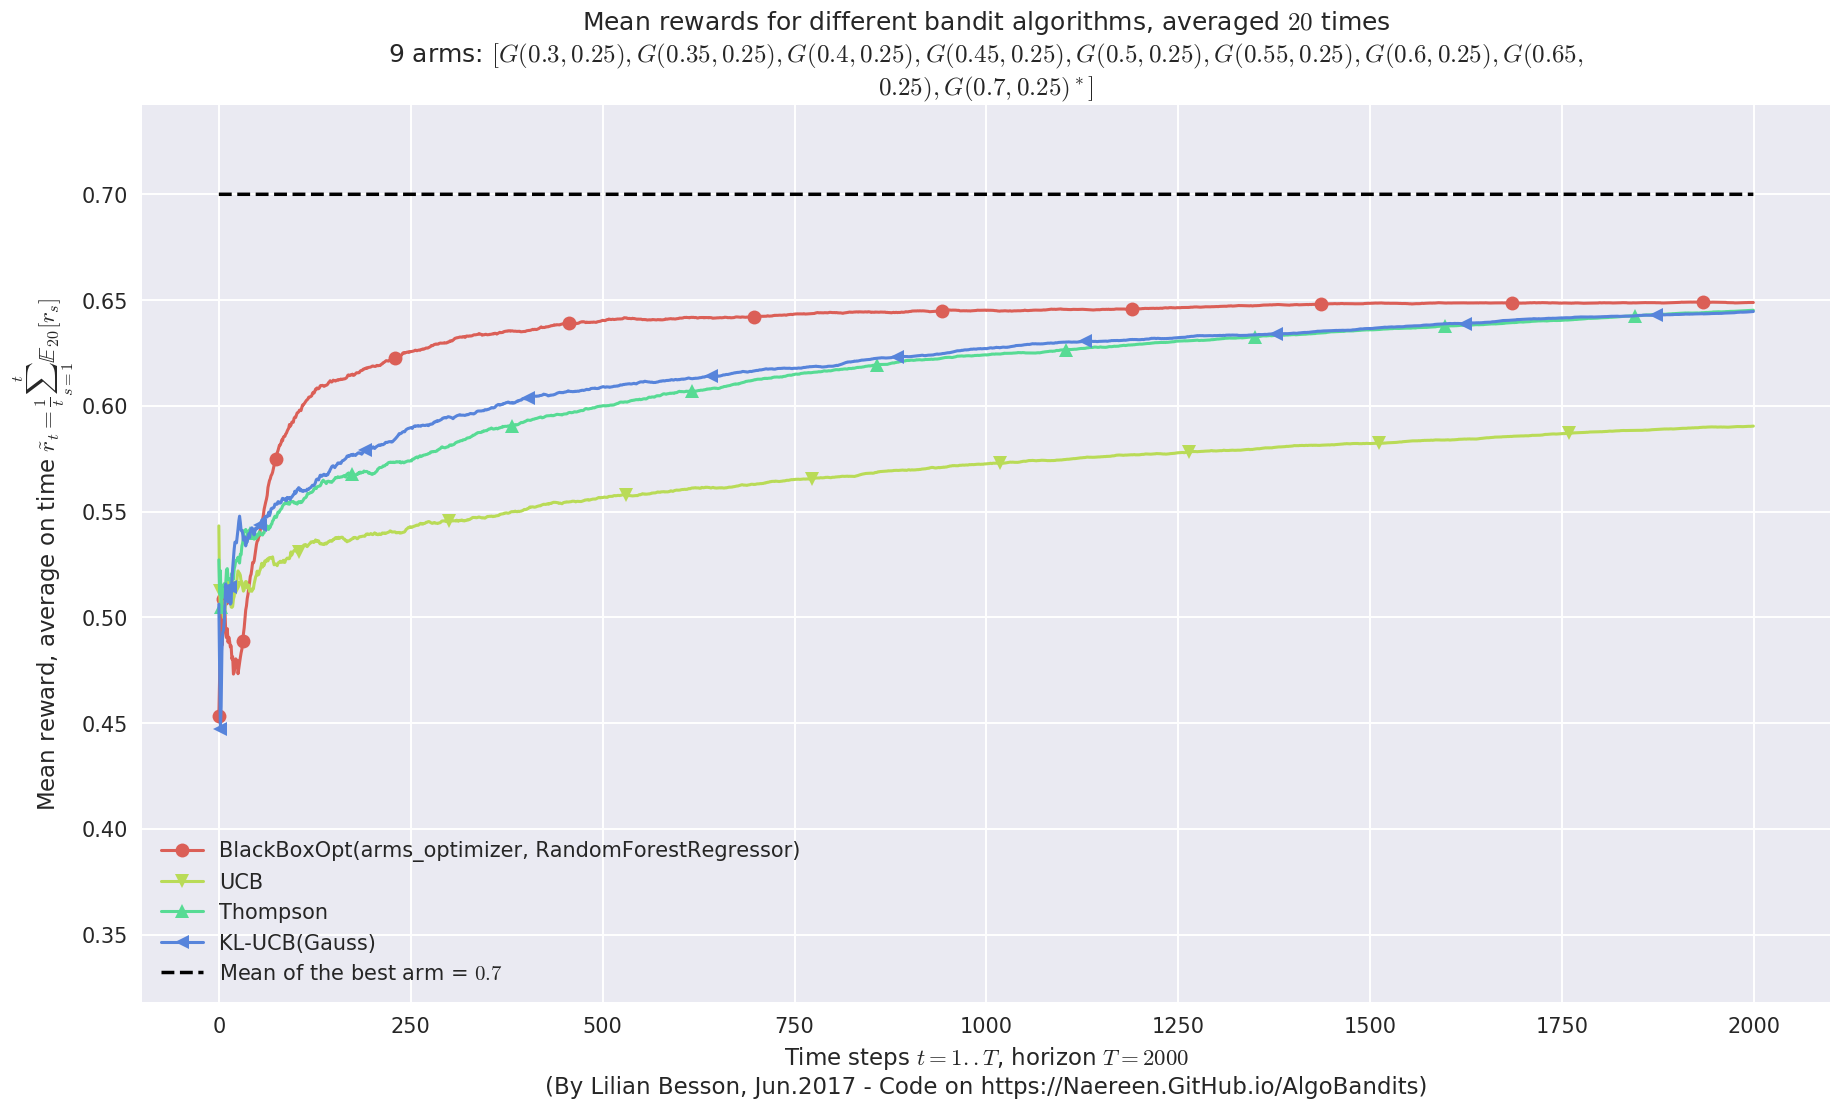 Mean rewards for different bandit algorithms, averaged 20 times
9 arms: [G(0.3, 0.25), G(0.35, 0.25), G(0.4, 0.25), G(0.45, 0.25), G(0.5, 0.25), G(0.55, 0.25), G(0.6, 0.25), G(0.65,
0.25), G(0.7, 0.25)*]
Mean reward, average on time r̃_t = 1/t ∑_{s=1}^{t} 𝔼_20[r_s]
0.70
0.65
0.60
0.55
0.50
0.45
0.40
0.35
BlackBoxOpt(arms_optimizer, RandomForestRegressor)
UCB
Thompson
KL-UCB(Gauss)
Mean of the best arm = 0.7
0 250 500 750 1000 1250 1500 1750 2000
Time steps t = 1..T, horizon T = 2000
(By Lilian Besson, Jun.2017 - Code on https://Naereen.GitHub.io/AlgoBandits)